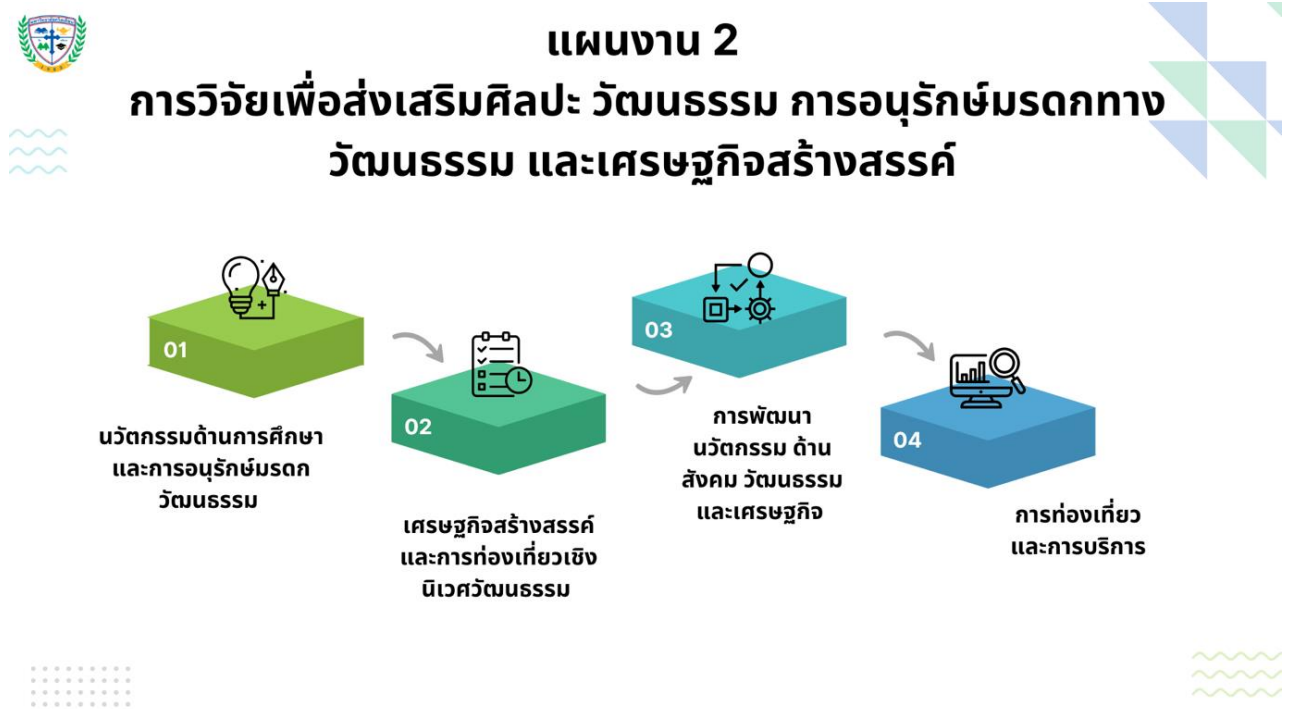 แผนงาน 2
การวิจัยเพื่อส่งเสริมศิลปะ วัฒนธรรม การอนุรักษ์มรดกทาง
วัฒนธรรม และเศรษฐกิจสร้างสรรค์
01
นวัตกรรมด้านการศึกษา
และการอนุรักษ์มรดก
วัฒนธรรม
02
เศรษฐกิจสร้างสรรค์
และการท่องเที่ยวเชิง
นิเวศวัฒนธรรม
03
การพัฒนา
นวัตกรรม ด้าน
สังคม วัฒนธรรม
และเศรษฐกิจ
04
การท่องเที่ยว
และการบริการ